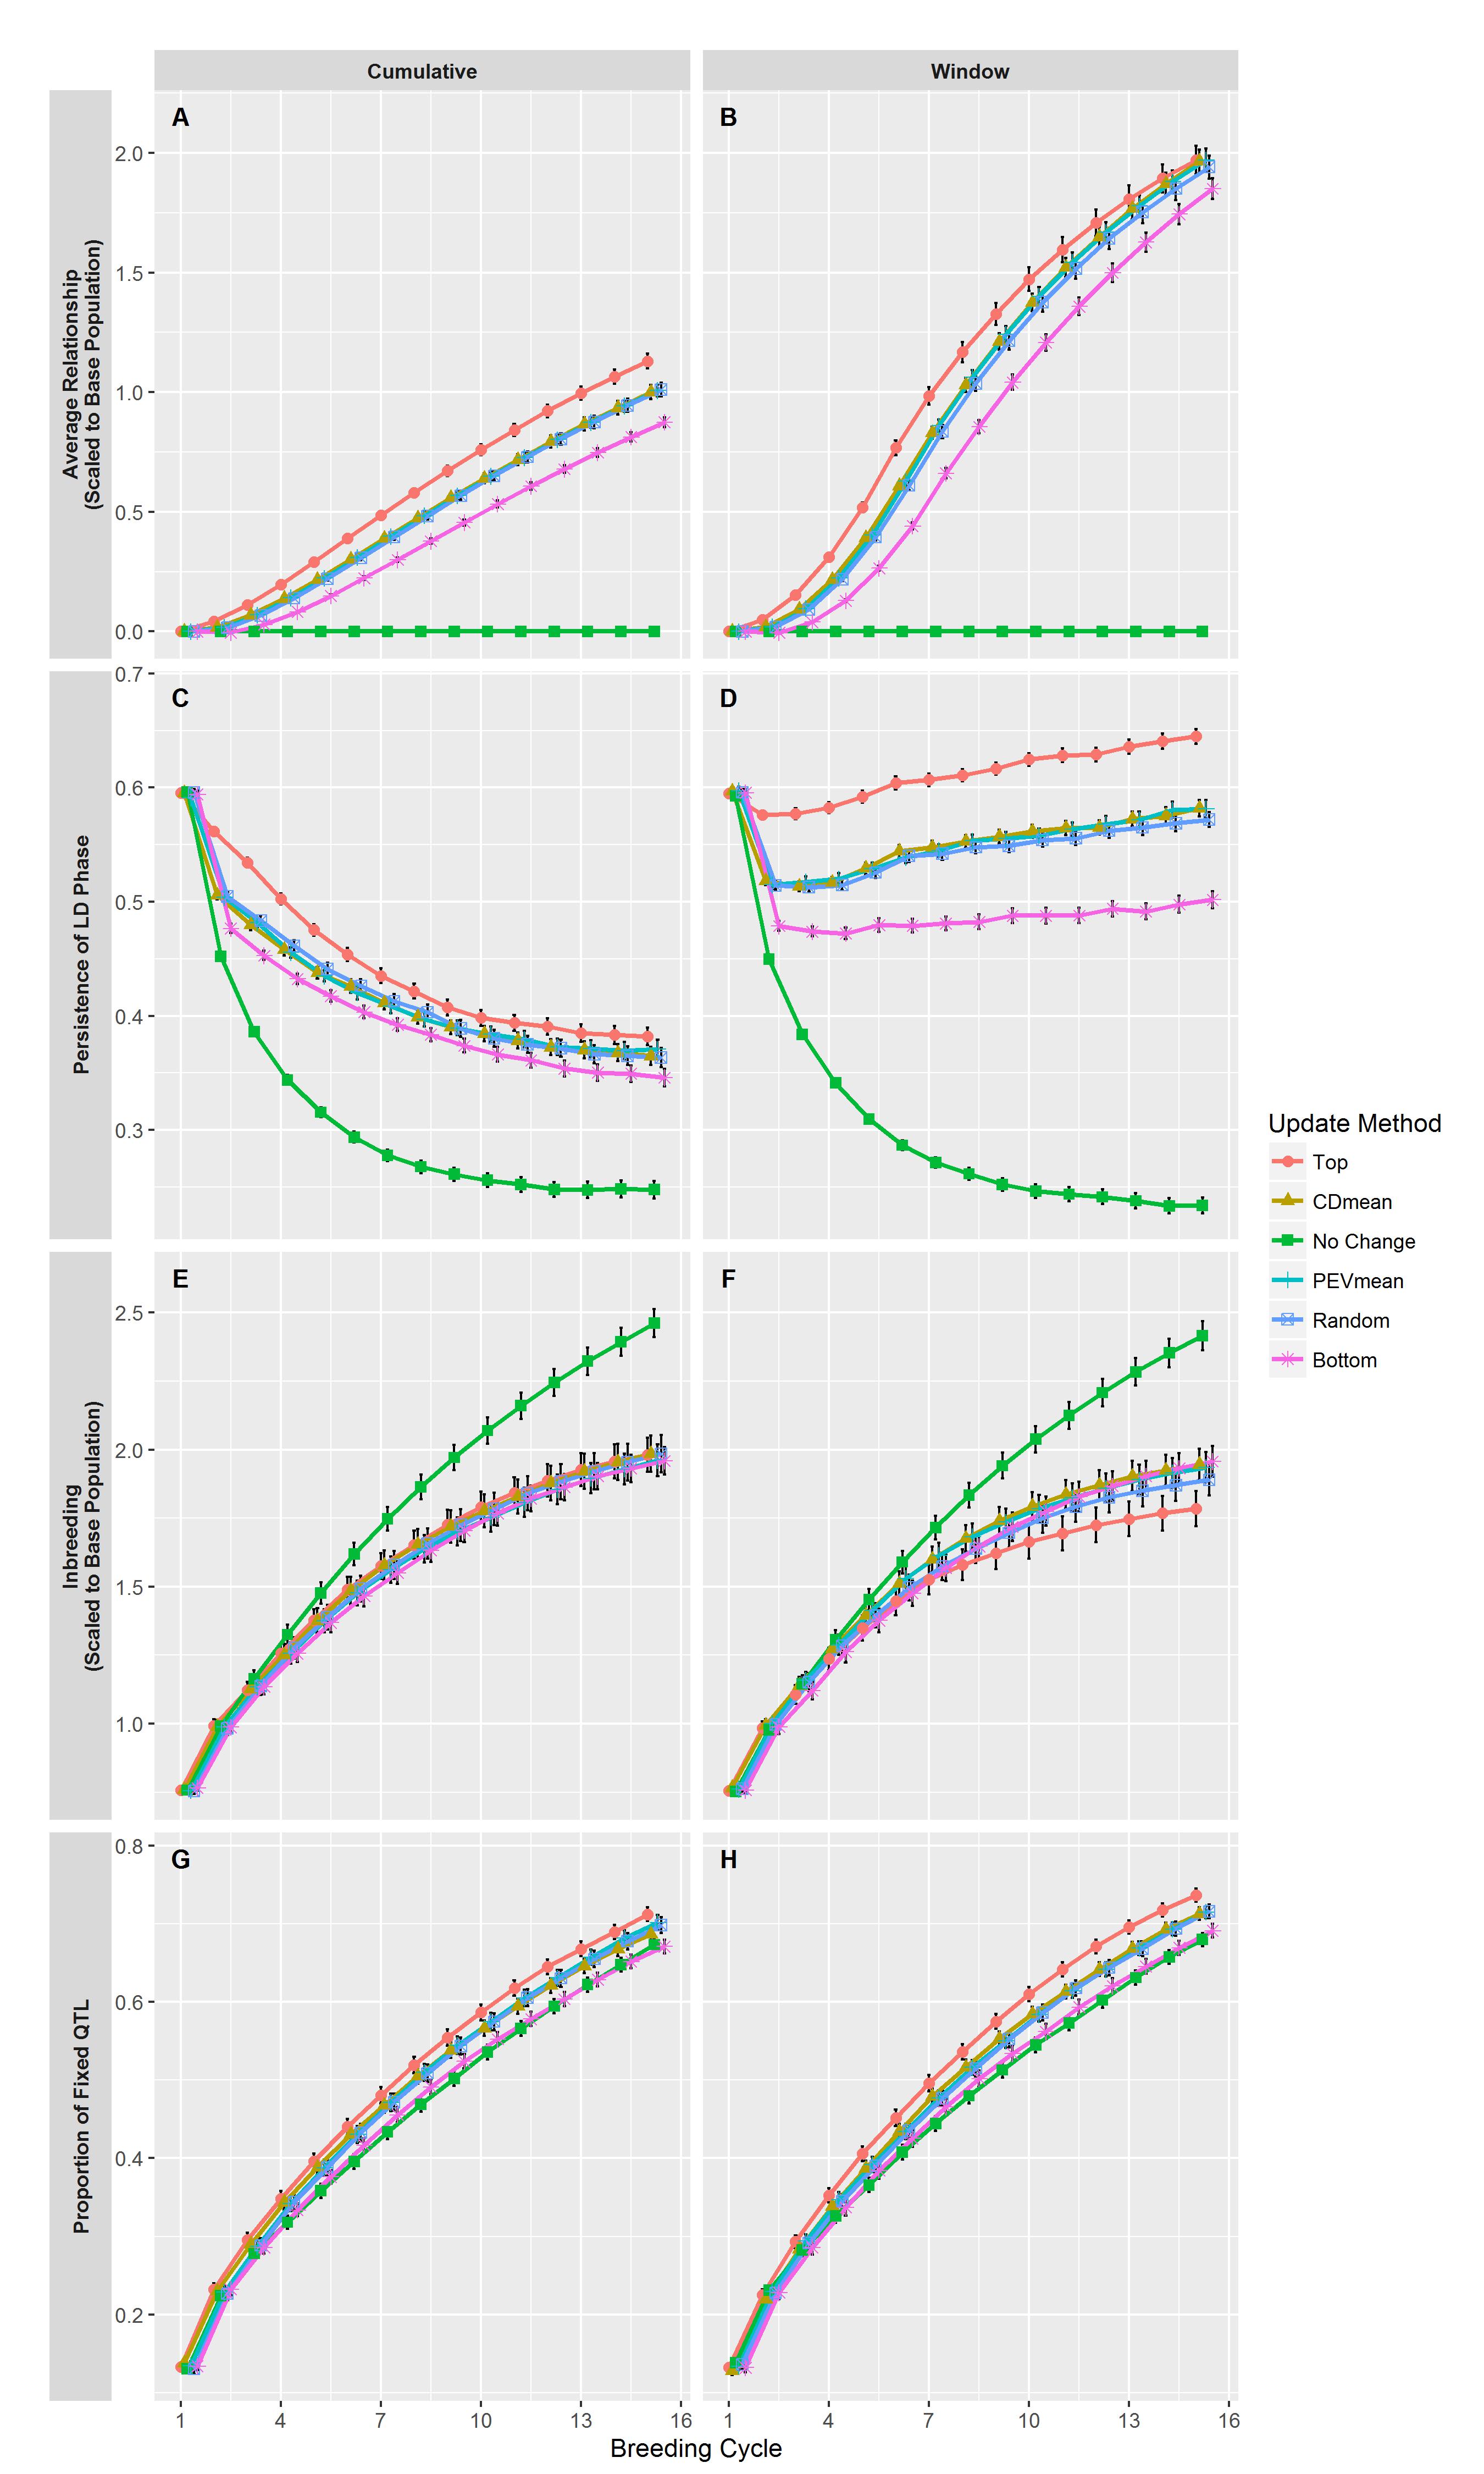 Cumulative
Window
A
B
2.0
1.5
1.0
0.5
0.0
Average Relationship
(Scaled to Base Population)
C
D
0.7
0.6
0.5
0.4
0.3
Persistence of LD Phase
E
F
2.5
2.0
1.5
1.0
Inbreeding
(Scaled to Base Population)
G
H
0.8
0.6
0.4
0.2
Proportion of Fixed QTL
1 4 7 10 13 16
1 4 7 10 13 16
Breeding Cycle
Update Method
Top
CDmean
No Change
PEVmean
Random
Bottom